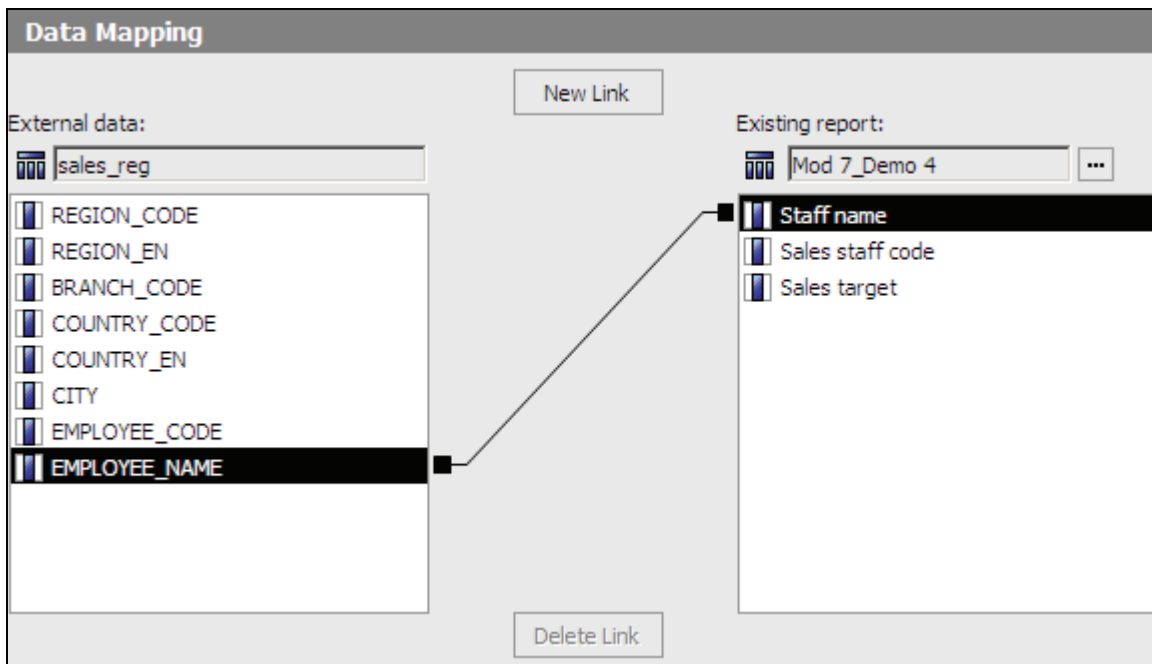 Data Mapping
New Link
External data:
Existing report:
sales_reg
Mod 7_Demo 4
...
REGION_CODE
REGION_EN
BRANCH_CODE
COUNTRY_CODE
COUNTRY_EN
CITY
EMPLOYEE_CODE
EMPLOYEE_NAME
Staff name
Sales staff code
Sales target
Delete Link